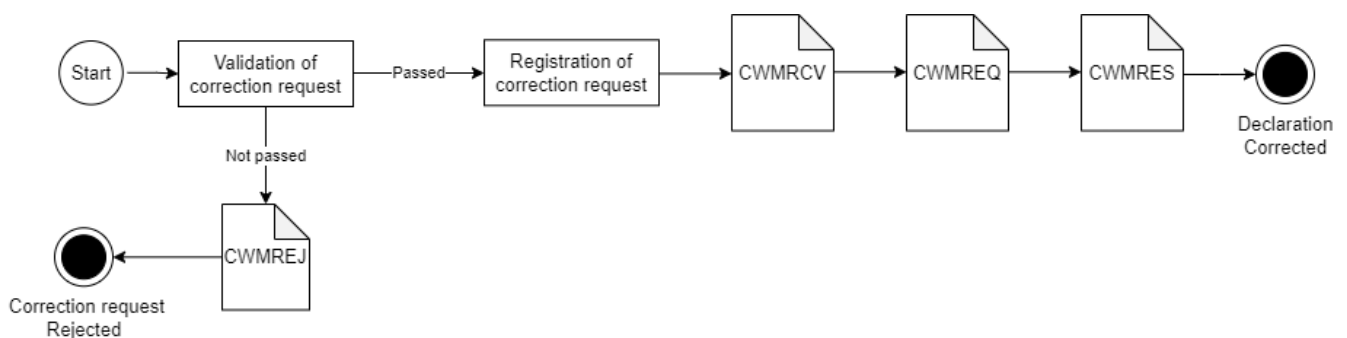 Start
Validation of
correction request
Passed
Registration of
correction request
CWMRCV
CWMREQ
CWMRES
Declaration
Corrected
Not passed
CWMREJ
Correction request
Rejected